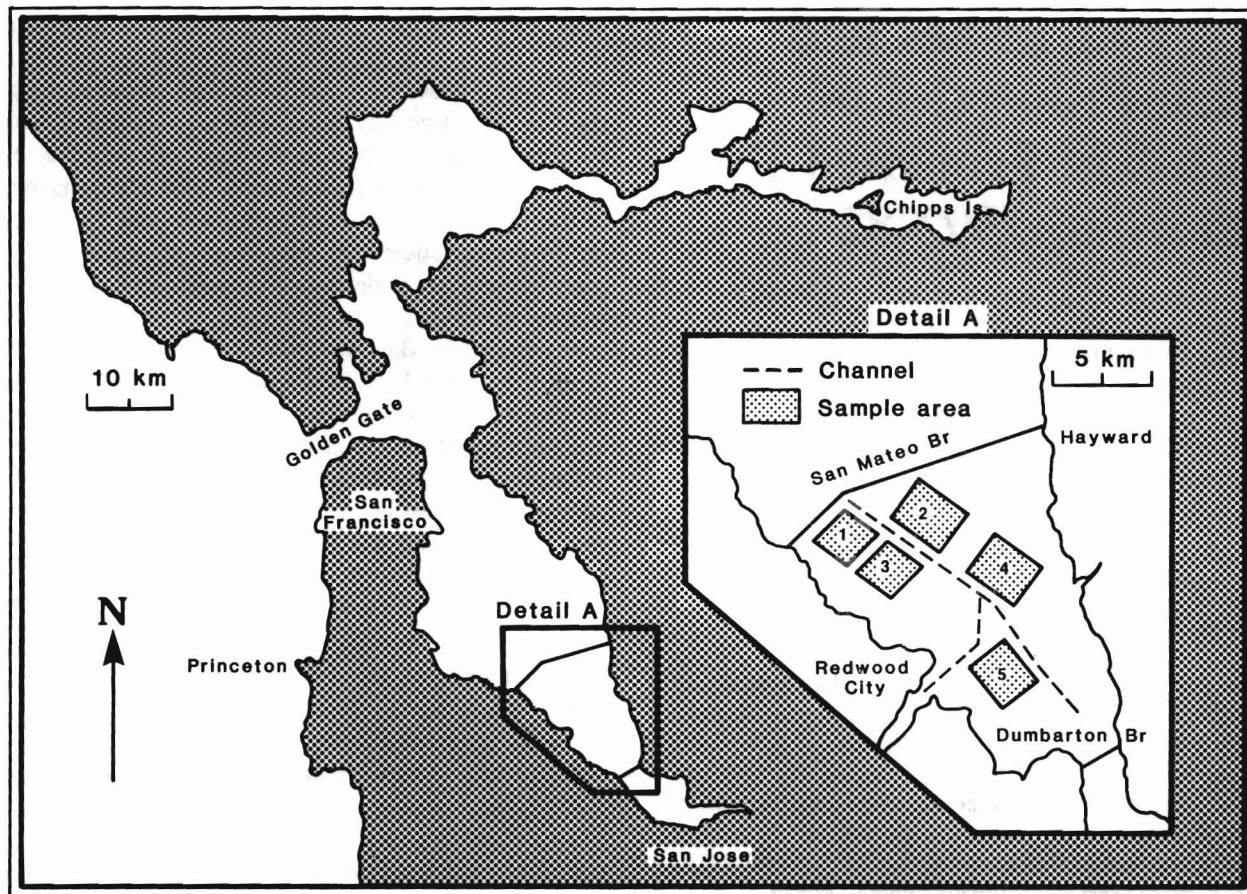 Chipps Is
Detail A
10 km
Golden Gate
San
Francisco
N
Princeton
Detail A
San Jose
Channel
Sample area
5 km
San Mateo Br
Hayward
1
2
3
4
5
Redwood
City
Dumbarton Br